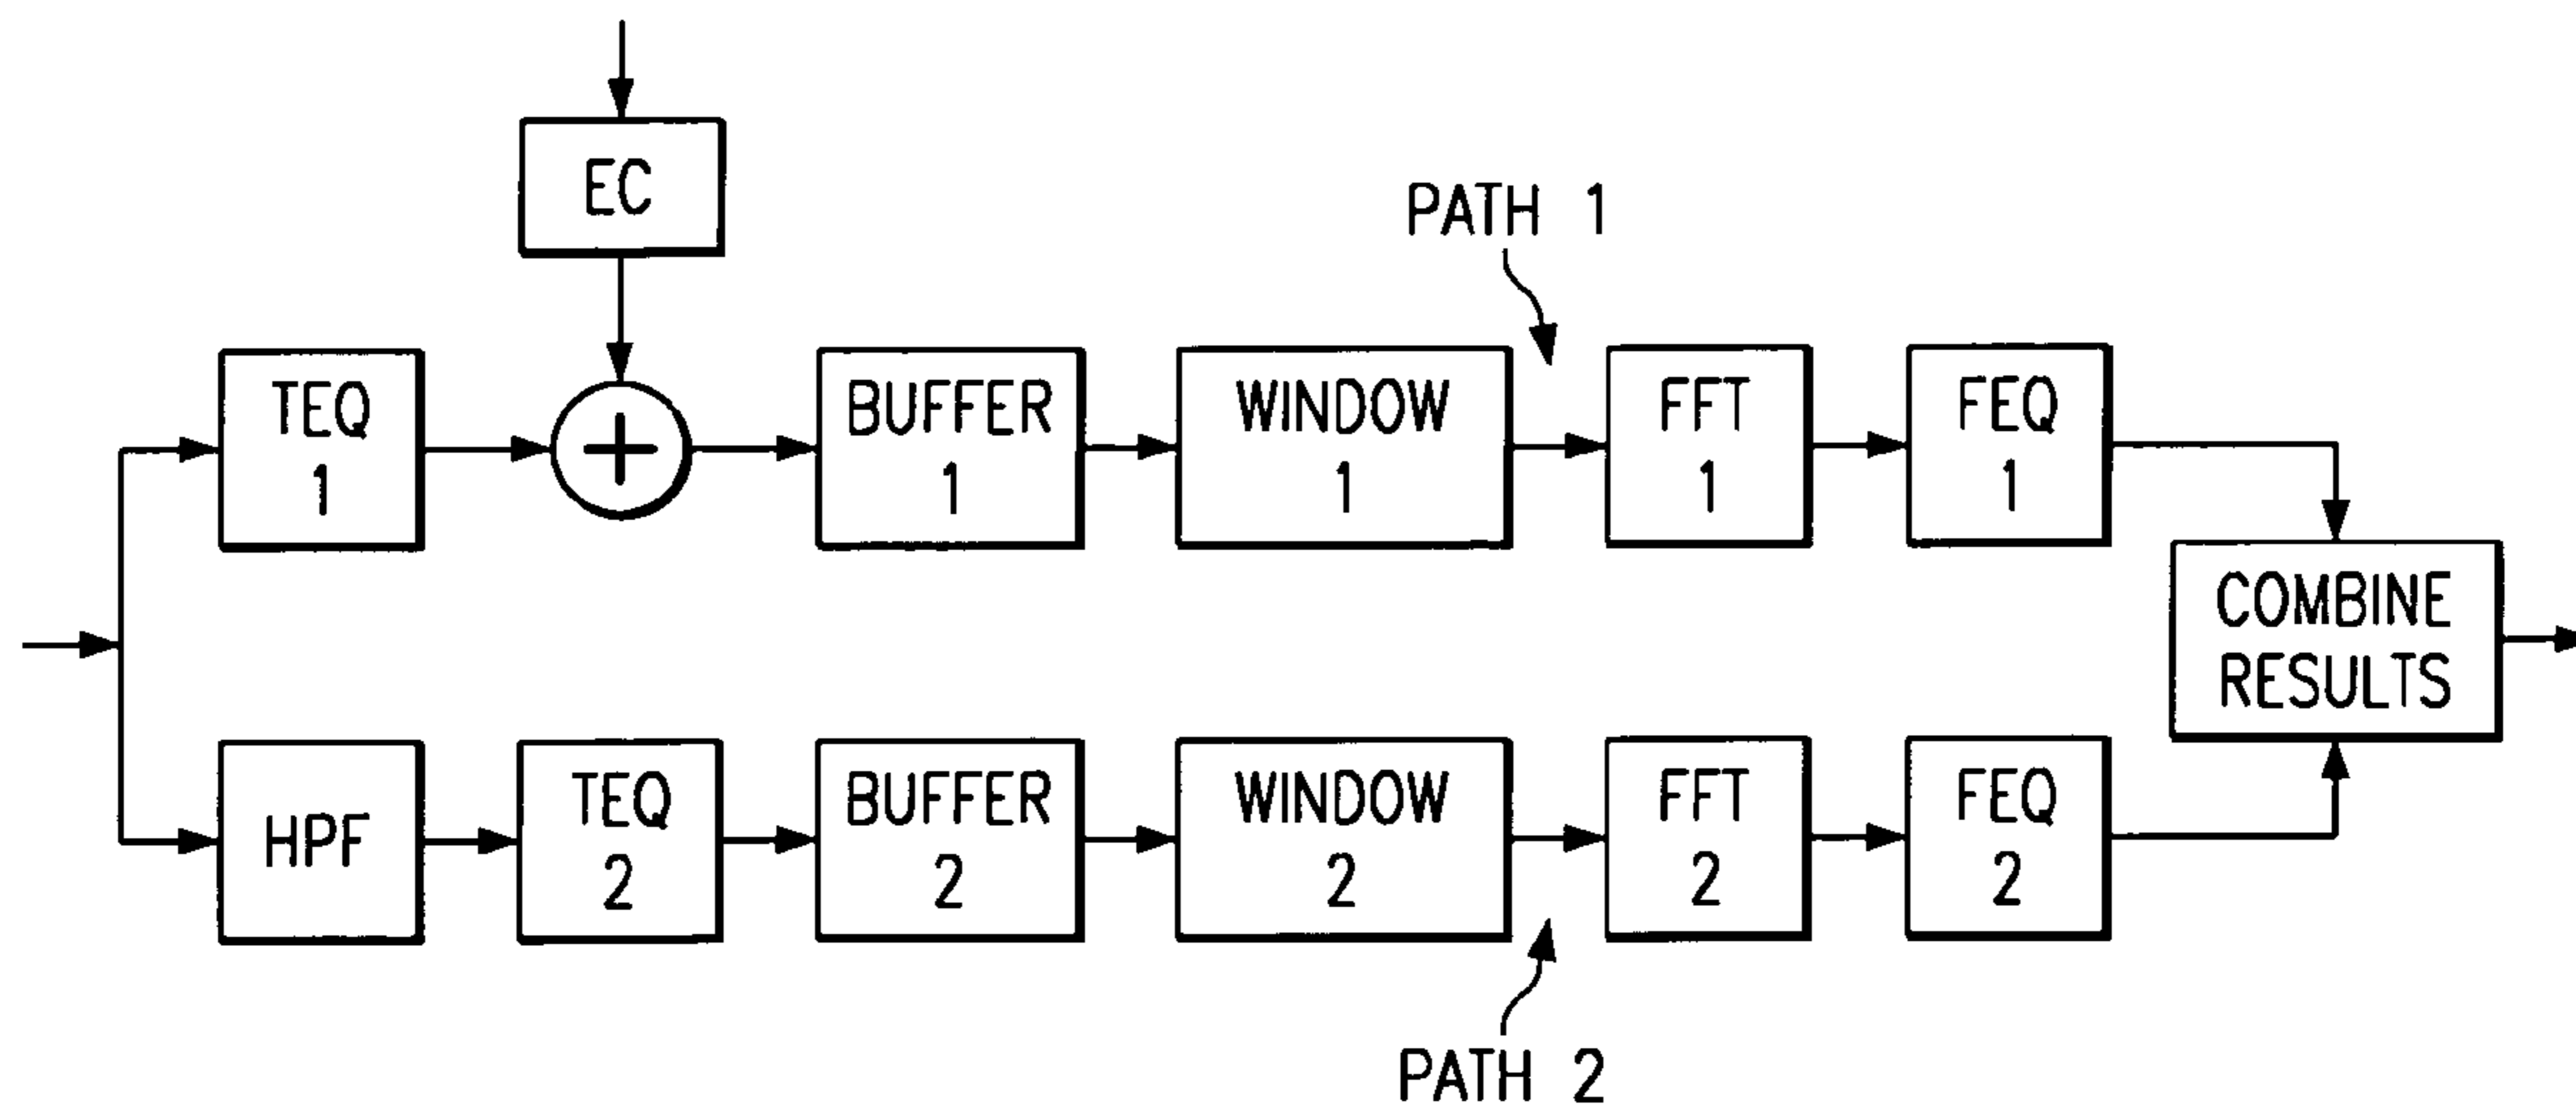 EC
PATH 1
TEQ
1
+
BUFFER
1
WINDOW
1
FFT
1
FEQ
1
COMBINE
RESULTS
HPF
TEQ
2
BUFFER
2
WINDOW
2
FFT
2
FEQ
2
PATH 2